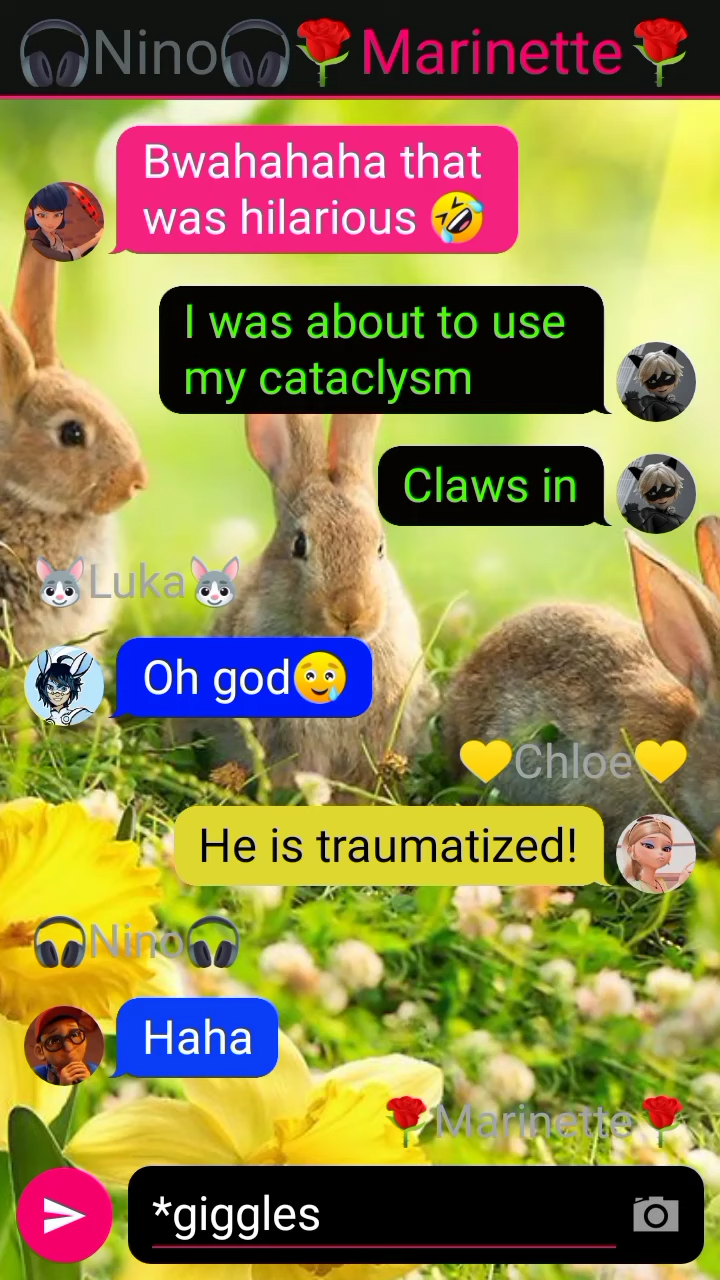 🎧Nino🎧🌹Marinette🌹
Bwahahaha that
was hilarious 🤣
I was about to use
my cataclysm
Claws in
🐰Luka🐰
Oh god🥲
💛Chloe💛
He is traumatized!
🎧Nino🎧
Haha
🌹Marinette🌹
*giggles